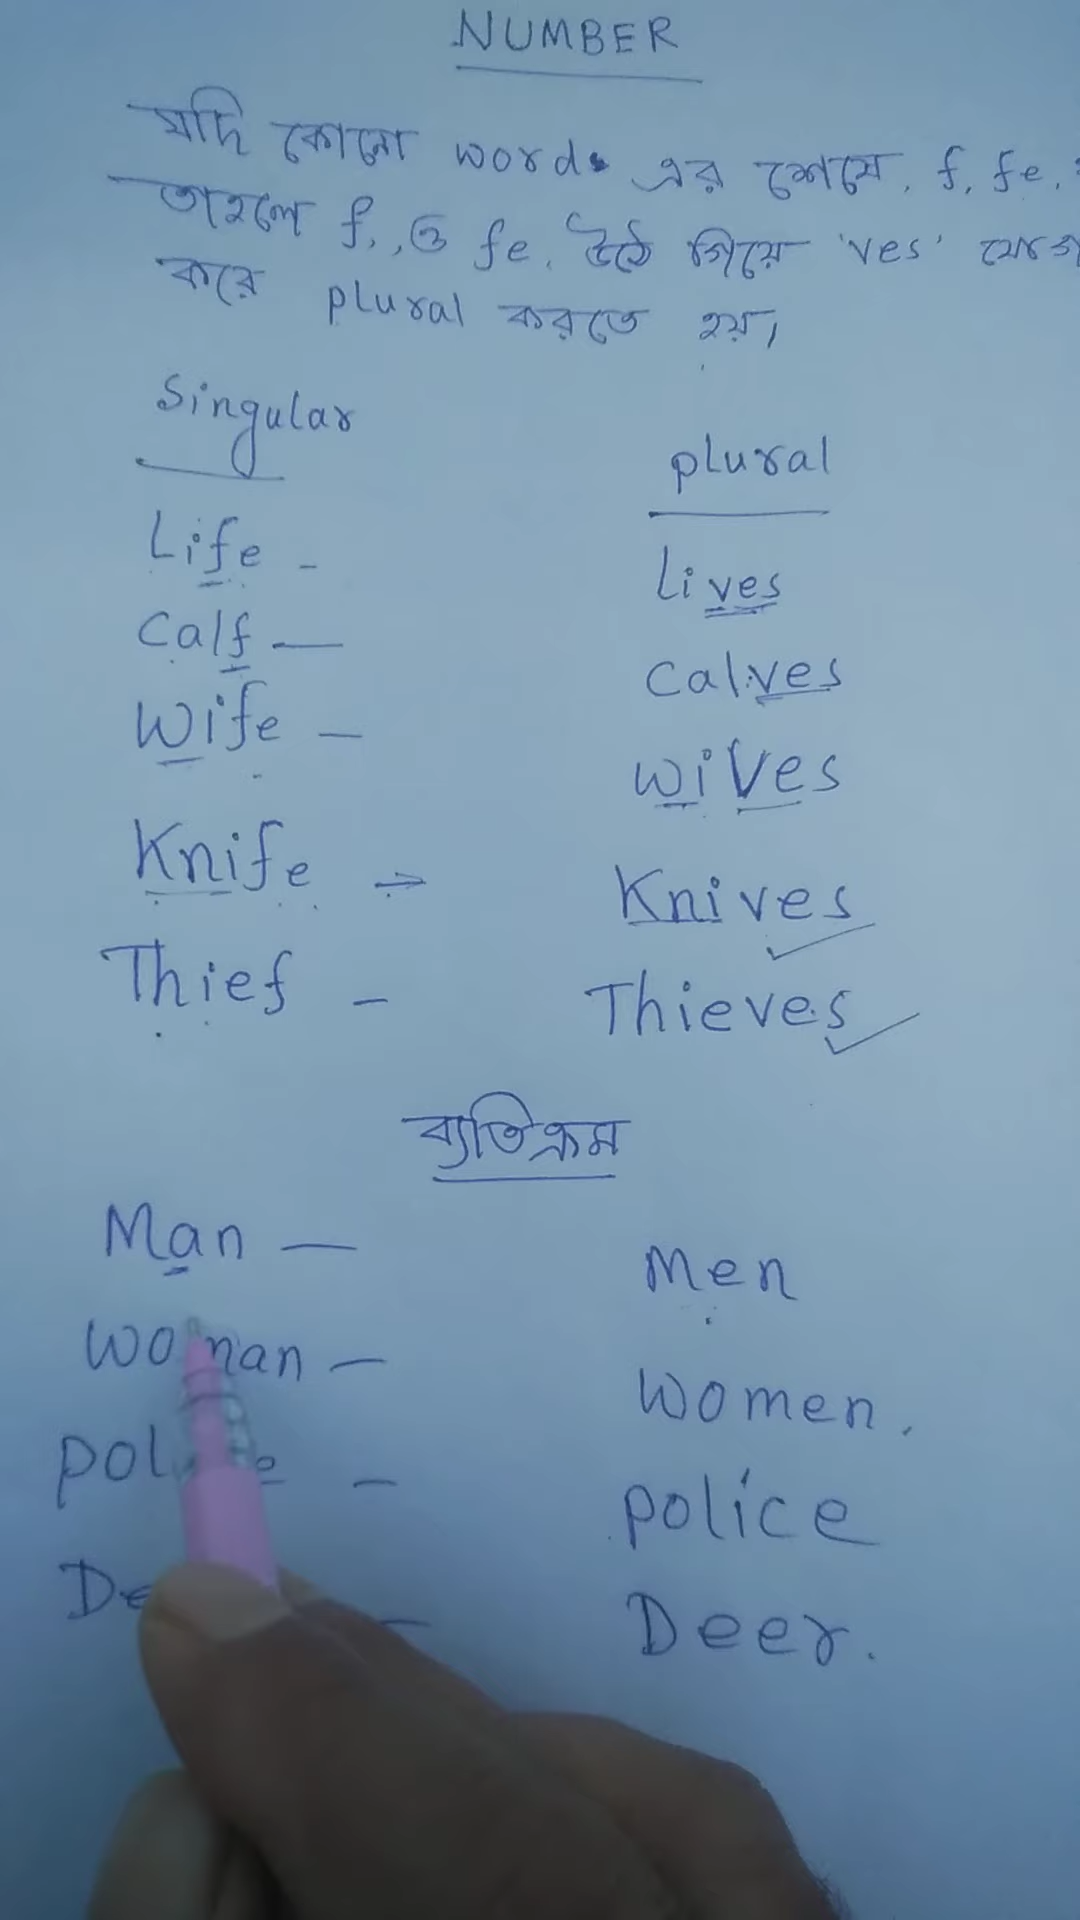 NUMBER
যদি কোনো word এর শেষে, f, fe,
তাহলে f, ও fe, উঠে গিয়ে 'ves'
করে plural করতে হয়,
Singular plural
Life - Lives
Calf — Calves
Wife — Wives
Knife → Knives
Thief - Thieves
ব্যতিক্রম
Man — Men
Woman — Women.
— police
— Deer.